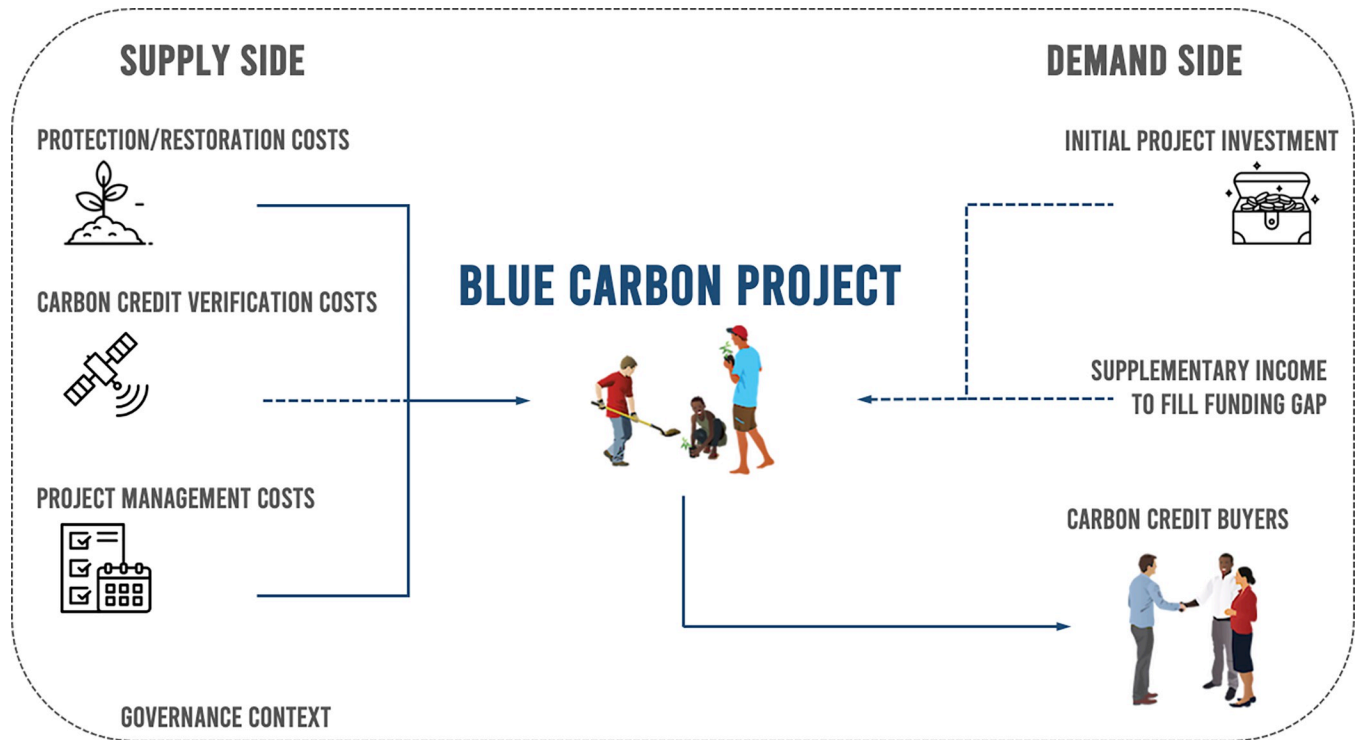 SUPPLY SIDE
DEMAND SIDE
PROTECTION/RESTORATION COSTS
INITIAL PROJECT INVESTMENT
BLUE CARBON PROJECT
CARBON CREDIT VERIFICATION COSTS
SUPPLEMENTARY INCOME
TO FILL FUNDING GAP
PROJECT MANAGEMENT COSTS
CARBON CREDIT BUYERS
GOVERNANCE CONTEXT